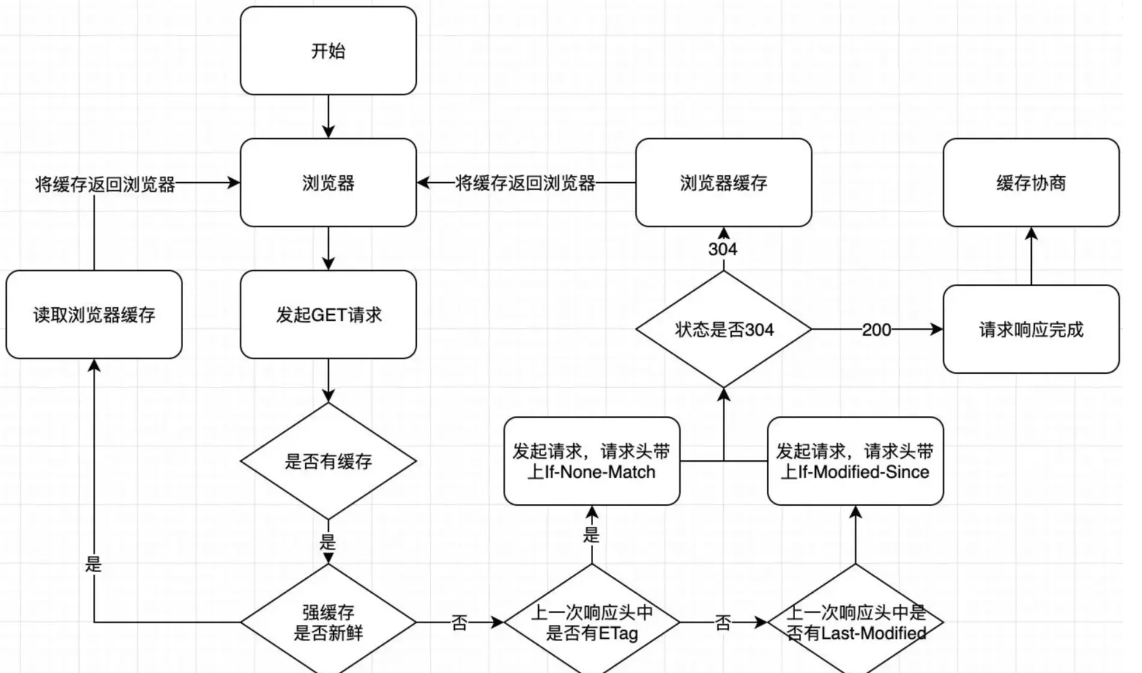 开始
将缓存返回浏览器
浏览器
将缓存返回浏览器
浏览器缓存
缓存协商
304
读取浏览器缓存
发起GET请求
状态是否304
200
请求响应完成
是否有缓存
发起请求，请求头带
上If-None-Match
发起请求，请求头带
上If-Modified-Since
是
是
是
强缓存
是否新鲜
否
上一次响应头中
是否有ETag
否
上一次响应头中是
否有Last-Modified